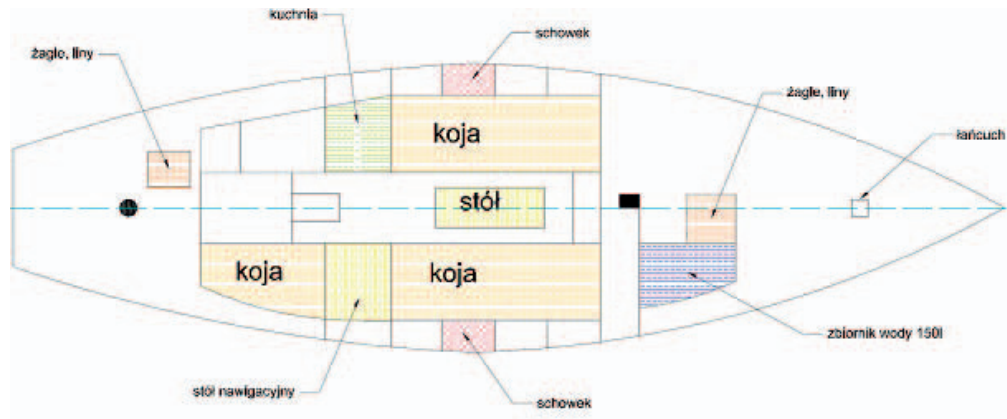 kuchnia
schowek
żagle, liny
żagle, liny
koja
łańcuch
stół
koja
koja
zbiornik wody 150l
stół nawigacyjny
schowek